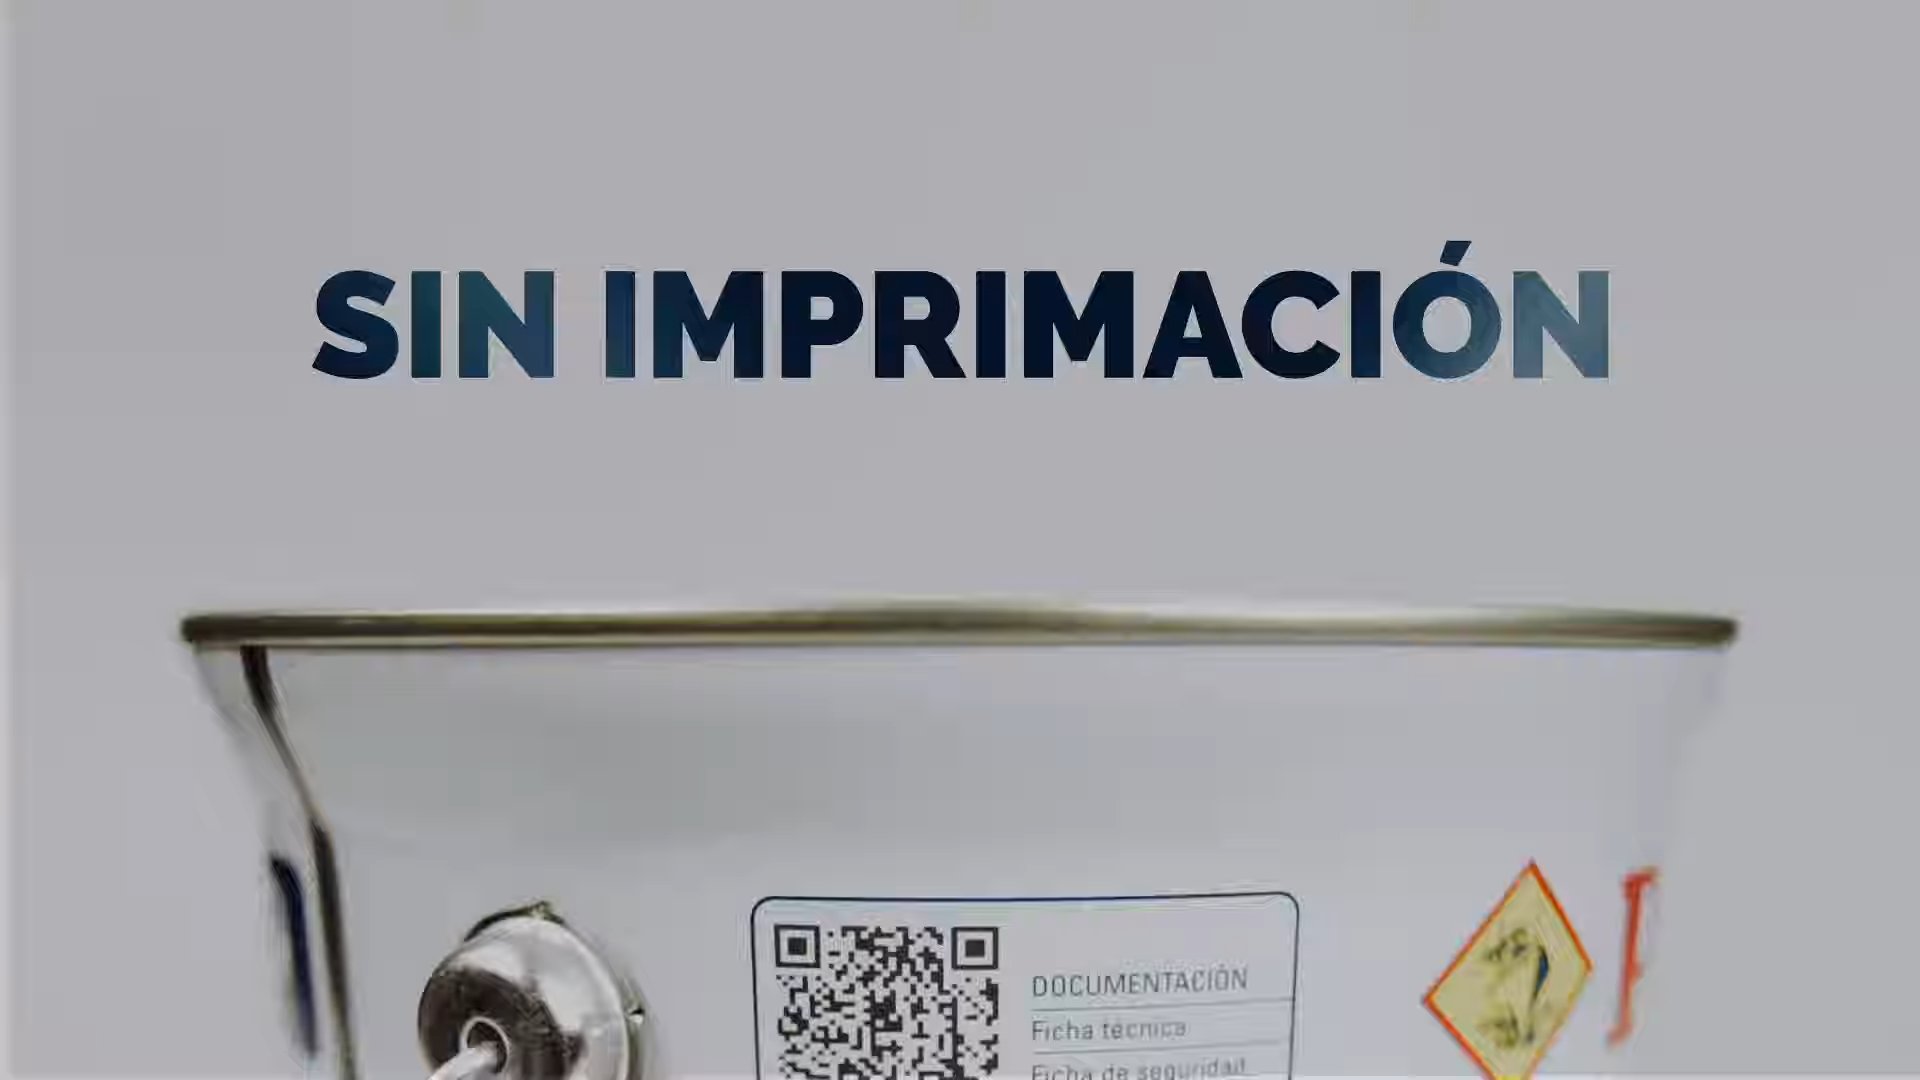 SIN IMPRIMACIÓN
DOCUMENTACIÓN
Ficha técnica
Ficha de seguridad